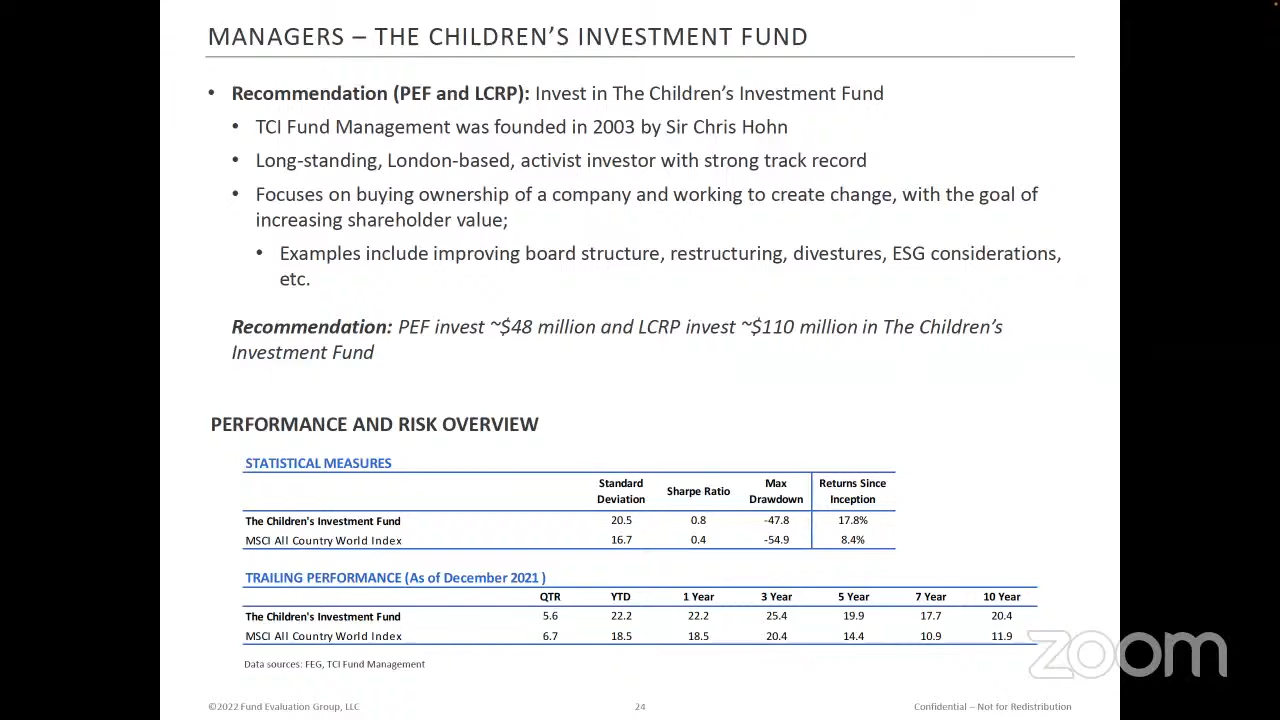 MANAGERS – THE CHILDREN'S INVESTMENT FUND
• Recommendation (PEF and LCRP): Invest in The Children's Investment Fund
• TCI Fund Management was founded in 2003 by Sir Chris Hohn
• Long-standing, London-based, activist investor with strong track record
• Focuses on buying ownership of a company and working to create change, with the goal of
increasing shareholder value;
• Examples include improving board structure, restructuring, divestures, ESG considerations,
etc.
Recommendation: PEF invest ~$48 million and LCRP invest ~$110 million in The Children's
Investment Fund
PERFORMANCE AND RISK OVERVIEW
STATISTICAL MEASURES
Standard Deviation Sharpe Ratio Max Drawdown Returns Since Inception
The Children's Investment Fund 20.5 0.8 -47.8 17.8%
MSCI All Country World Index 16.7 0.4 -54.9 8.4%
TRAILING PERFORMANCE (As of December 2021 )
QTR YTD 1 Year 3 Year 5 Year 7 Year 10 Year
The Children's Investment Fund 5.6 22.2 22.2 25.4 19.9 17.7 20.4
MSCI All Country World Index 6.7 18.5 18.5 20.4 14.4 10.9 11.9
Data sources: FEG, TCI Fund Management
zoom
©2022 Fund Evaluation Group, LLC 24 Confidential – Not for Redistribution